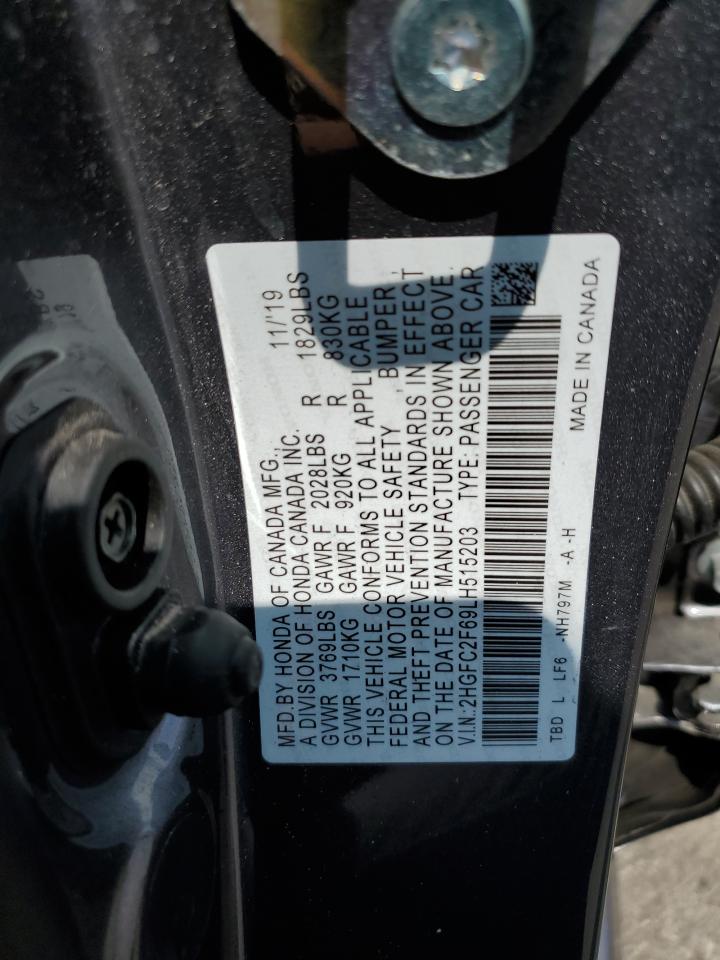 MFD.BY HONDA OF CANADA MFG., 11/19
A DIVISION OF HONDA CANADA INC.
GVWR 3769LBS GAWR F 2028LBS R 1829LBS
GVWR 1710KG GAWR F 920KG R 830KG
THIS VEHICLE CONFORMS TO ALL APPLICABLE
FEDERAL MOTOR VEHICLE SAFETY , BUMPER ,
AND THEFT PREVENTION STANDARDS IN EFFECT
ON THE DATE OF MANUFACTURE SHOWN ABOVE.
V.I.N.:2HGFC2F69LH515203 TYPE: PASSENGER CAR
TBD L LF6 -NH797M -A -H
MADE IN CANADA